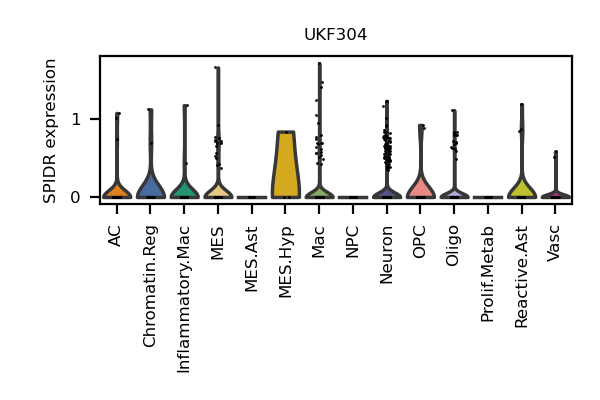 UKF304
SPIDR expression
1
0
AC
Chromatin.Reg
Inflammatory.Mac
MES
MES.Ast
MES.Hyp
Mac
NPC
Neuron
OPC
Oligo
Prolif.Metab
Reactive.Ast
Vasc